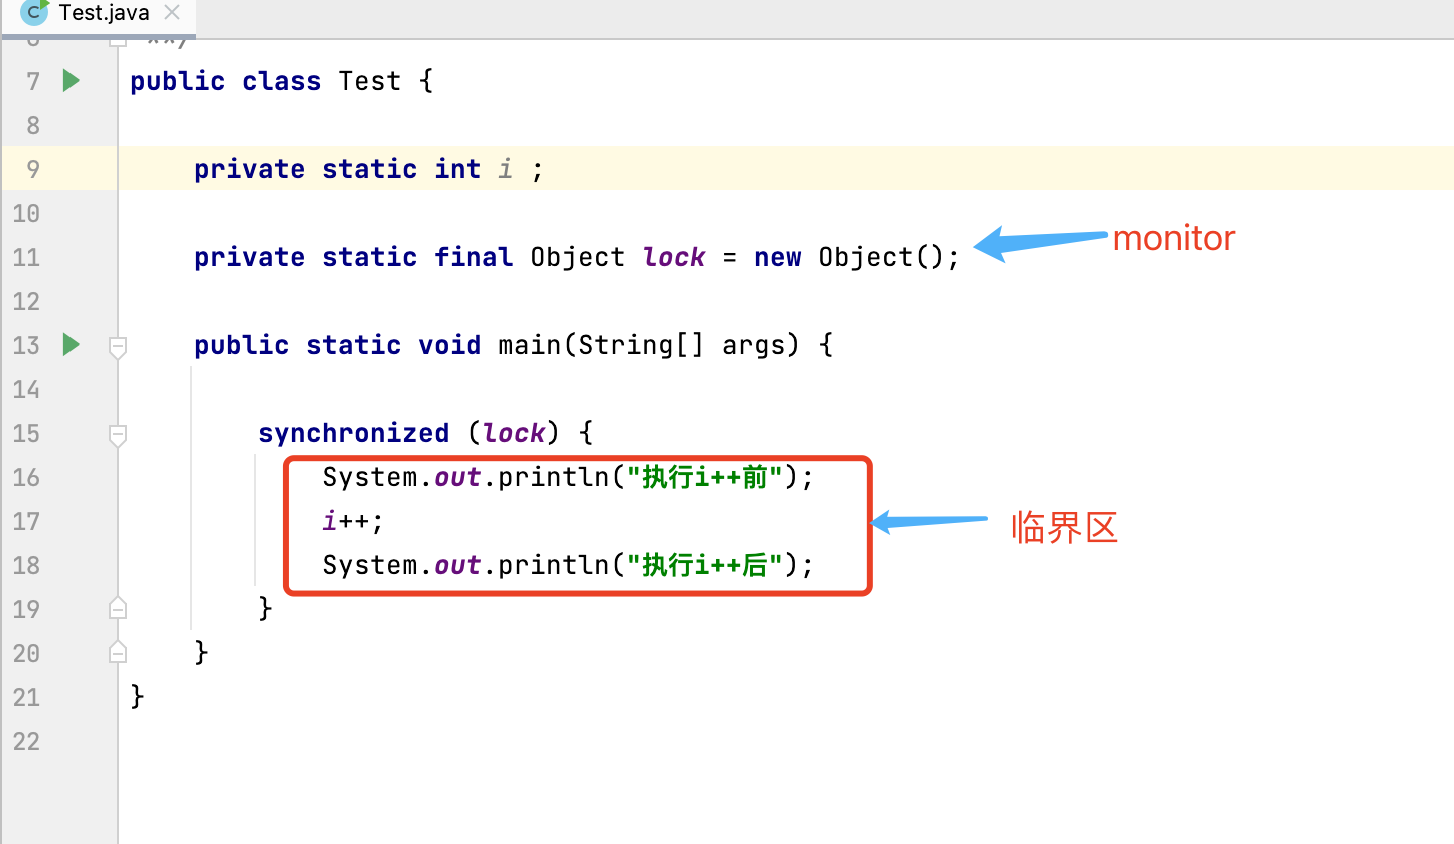 Test.java
7 public class Test {
8
9 private static int i ;
10
11 private static final Object lock = new Object();
monitor
12
13 public static void main(String[] args) {
14
15 synchronized (lock) {
16 System.out.println("执行i++前");
17 i++;
临界区
18 System.out.println("执行i++后");
19 }
20 }
21 }
22